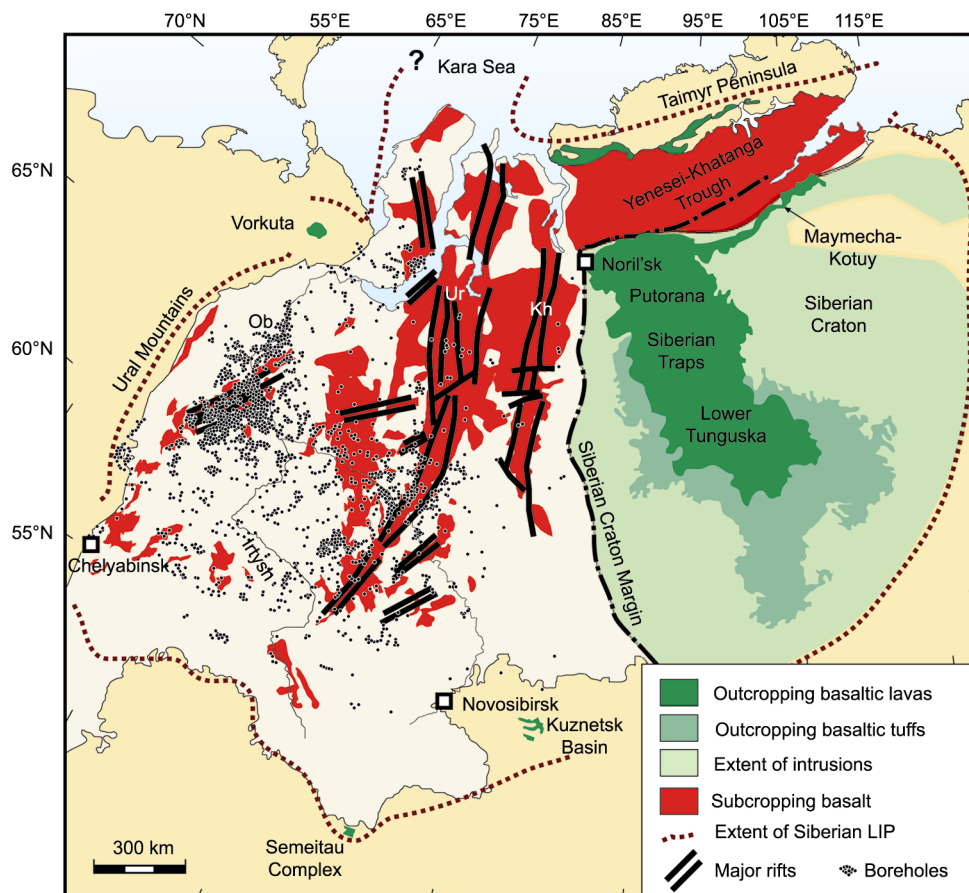 70°N 55°E 65°E 75°E 85°E 95°E 105°E 115°E
?
Kara Sea
Taimyr Peninsula
65°N
Yenesei-Khatanga
Trough
Vorkuta
Maymecha-
Kotuy
Noril'sk
Ur
Kh
Putorana
Siberian
Craton
Ob
Ural Mountains
60°N
Siberian
Traps
Lower
Tunguska
Siberian Craton Margin
55°N
Chelyabinsk
Irtysh
Novosibirsk
Kuznetsk
Basin
Semeitau
Complex
300 km
Outcropping basaltic lavas
Outcropping basaltic tuffs
Extent of intrusions
Subcropping basalt
Extent of Siberian LIP
Major rifts
Boreholes